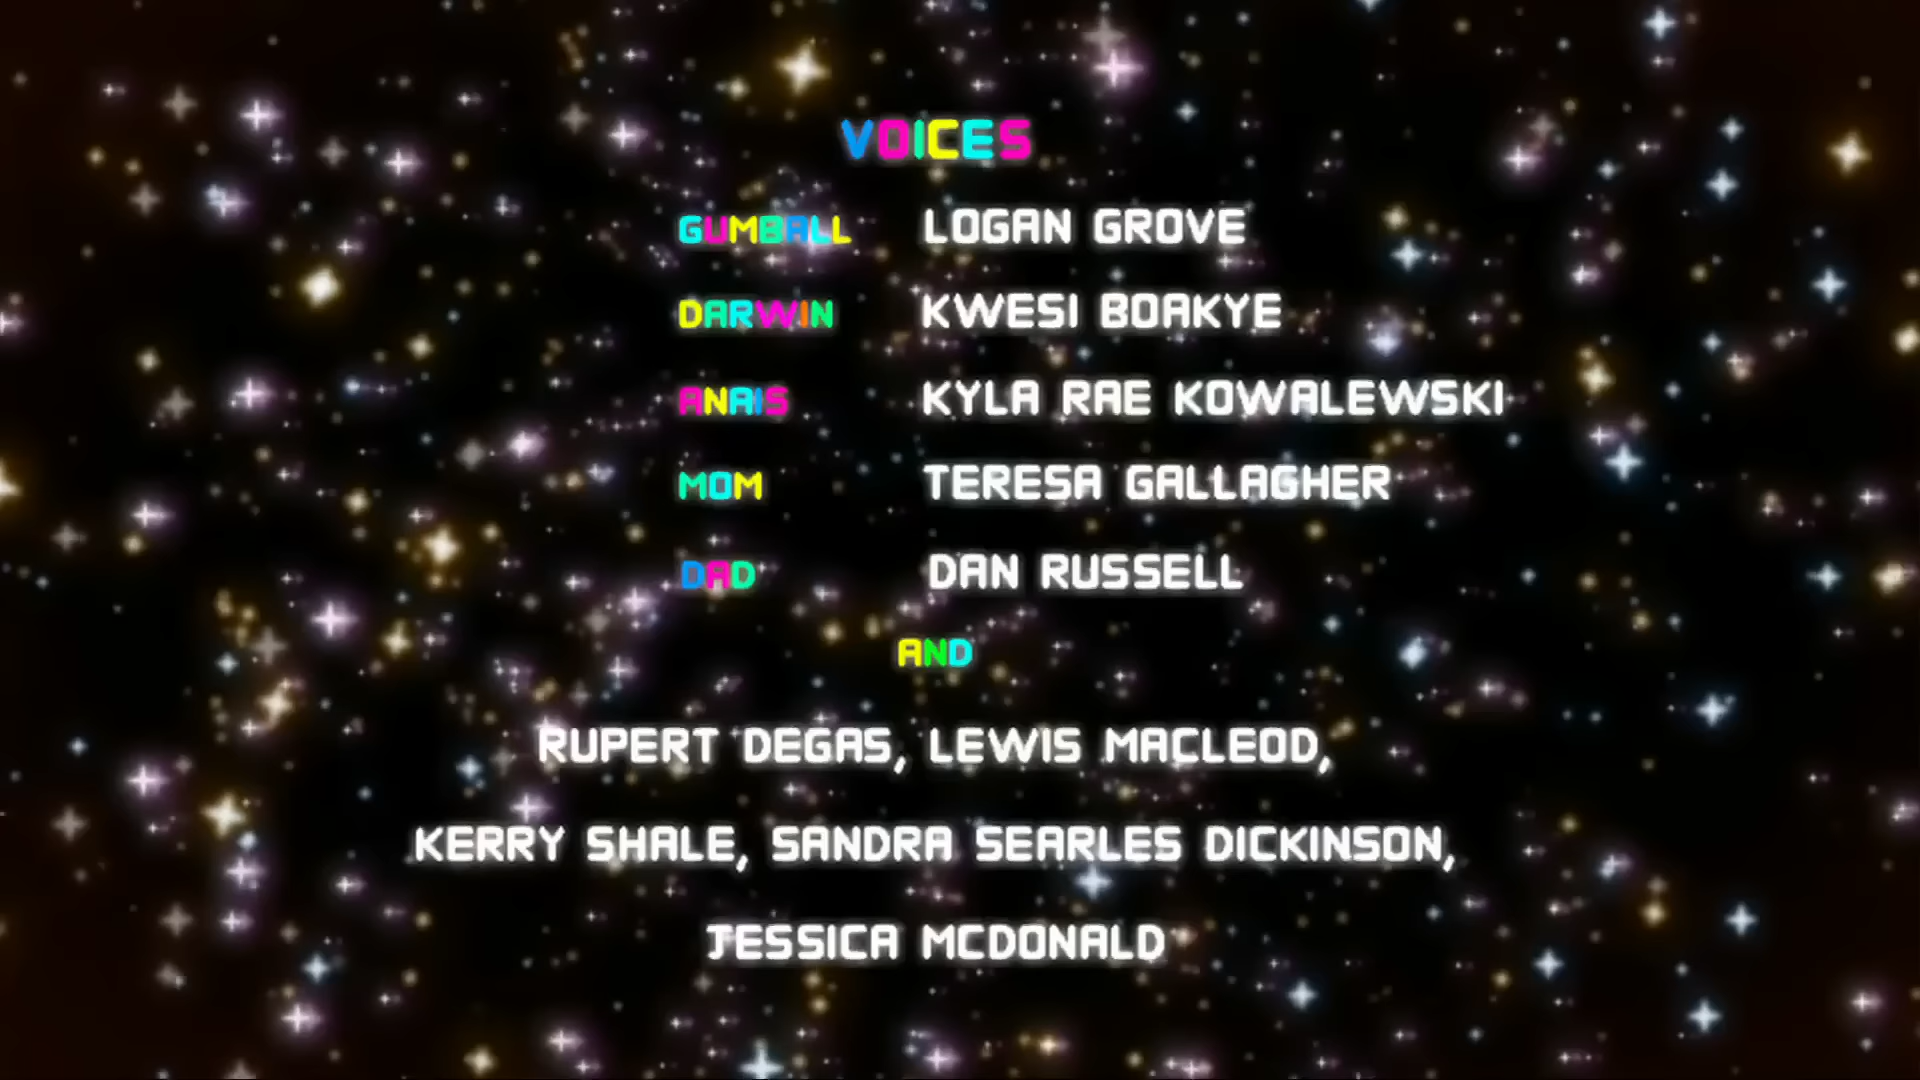 VOICES
GUMBALL LOGAN GROVE
DARWIN KWESI BOAKYE
ANAIS KYLA RAE KOWALEWSKI
MOM TERESA GALLAGHER
DAD DAN RUSSELL
AND
RUPERT DEGAS, LEWIS MACLEOD,
KERRY SHALE, SANDRA SEARLES DICKINSON,
JESSICA MCDONALD